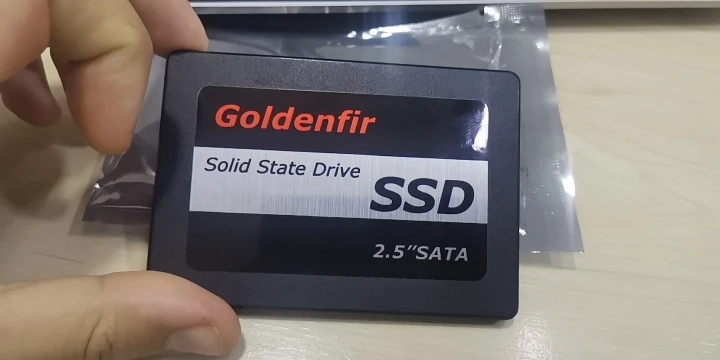 Goldenfir
Solid State Drive
SSD
2.5"SATA